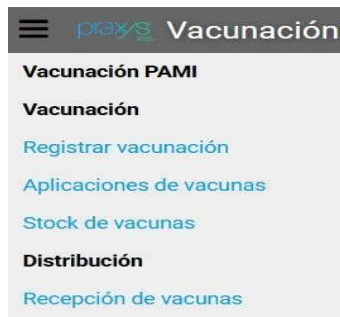 praxys Vacunación
Vacunación PAMI
Vacunación
Registrar vacunación
Aplicaciones de vacunas
Stock de vacunas
Distribución
Recepción de vacunas